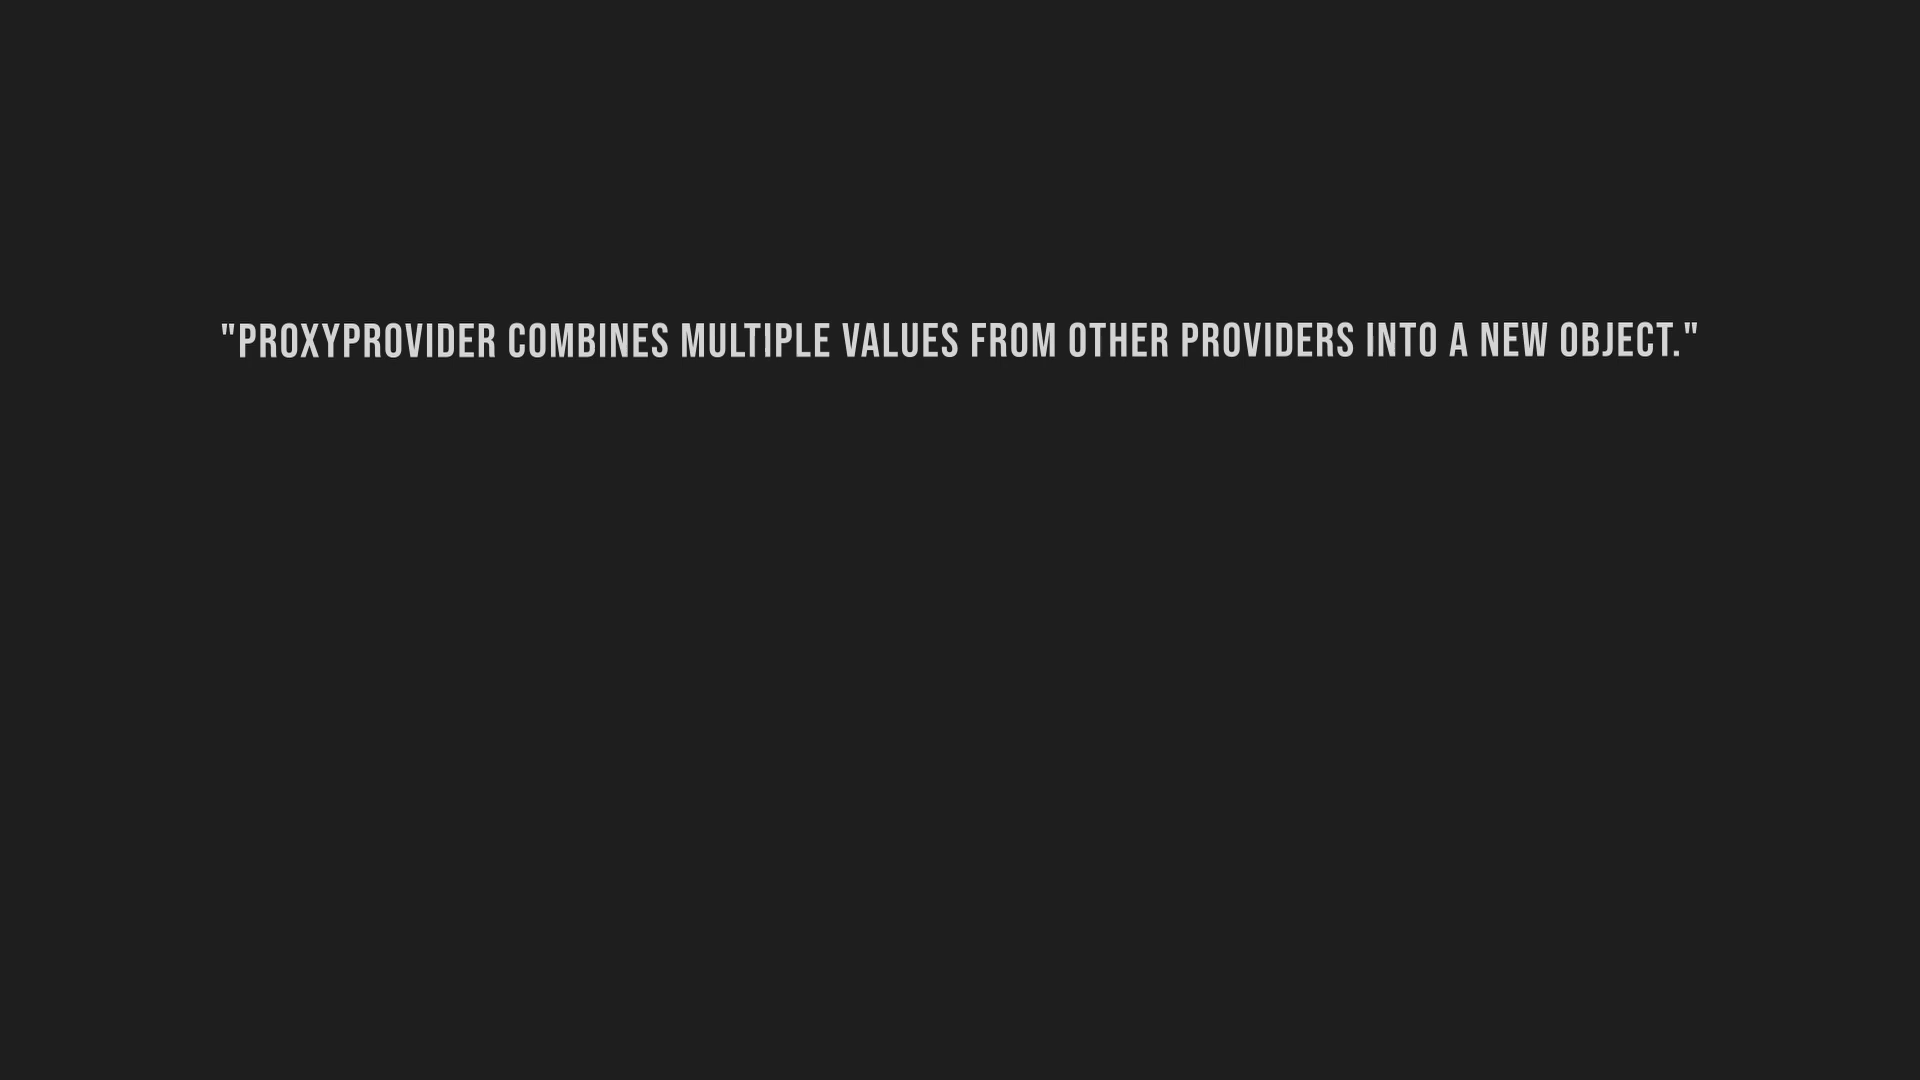 "PROXYPROVIDER COMBINES MULTIPLE VALUES FROM OTHER PROVIDERS INTO A NEW OBJECT."